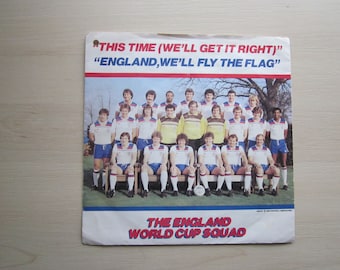 "THIS TIME (WE'LL GET IT RIGHT)"
"ENGLAND, WE'LL FLY THE FLAG"
THE ENGLAND
WORLD CUP SQUAD